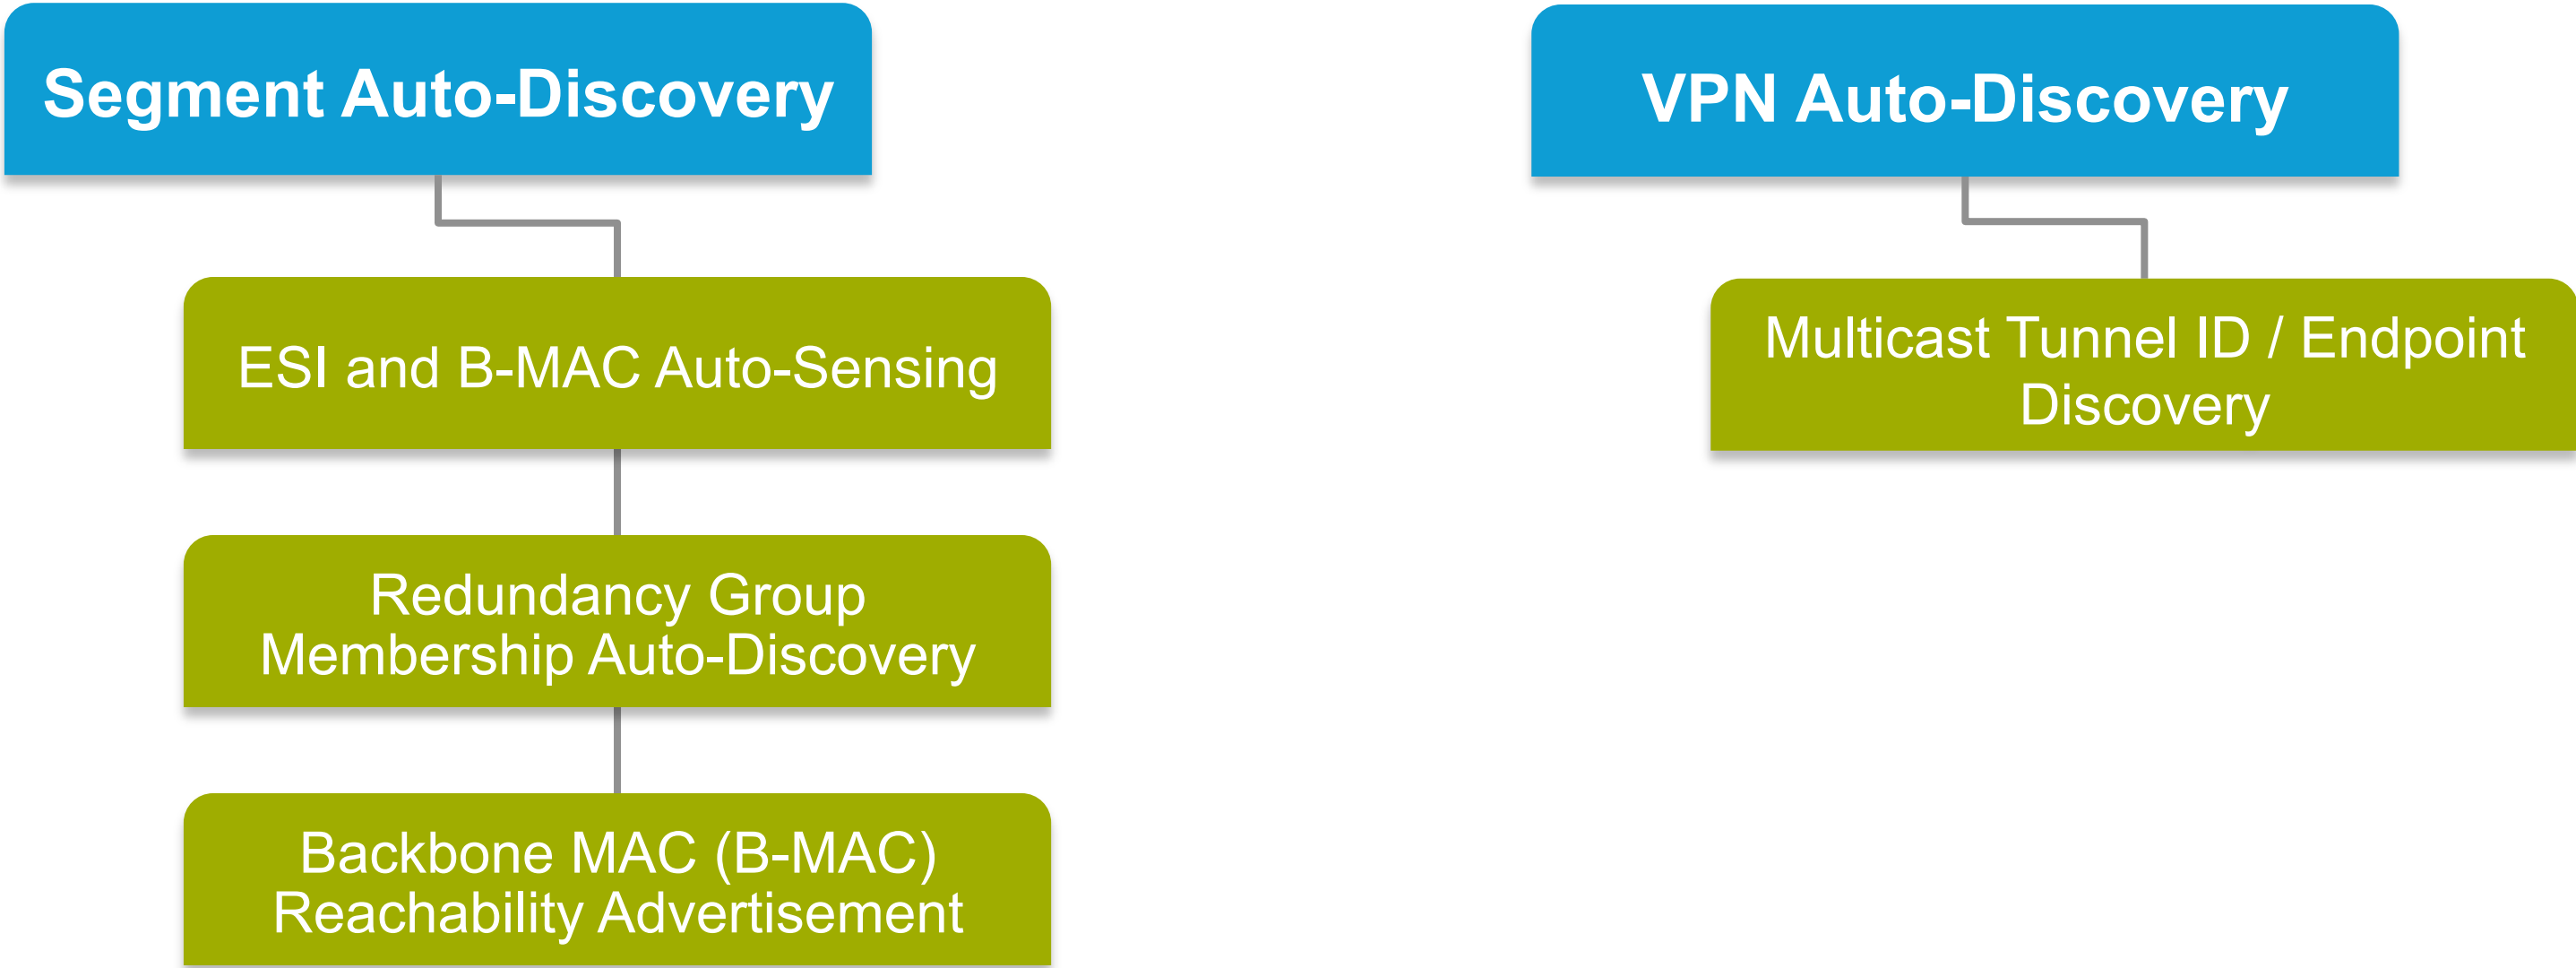 Segment Auto-Discovery
ESI and B-MAC Auto-Sensing
Redundancy Group
Membership Auto-Discovery
Backbone MAC (B-MAC)
Reachability Advertisement
VPN Auto-Discovery
Multicast Tunnel ID / Endpoint
Discovery